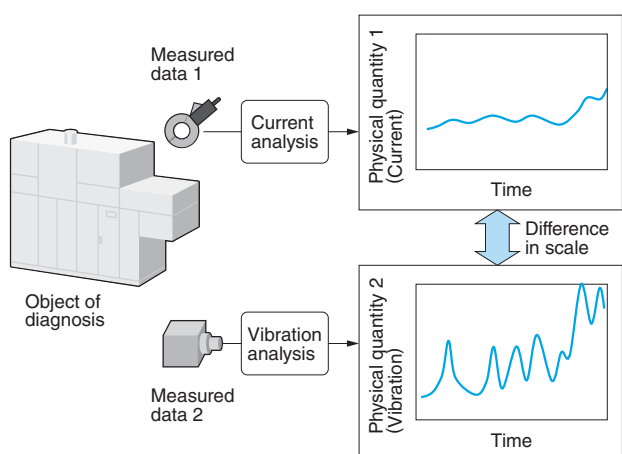 Measured
data 1
Current
analysis
Physical quantity 1
(Current)
Time
Difference
in scale
Object of
diagnosis
Vibration
analysis
Measured
data 2
Physical quantity 2
(Vibration)
Time